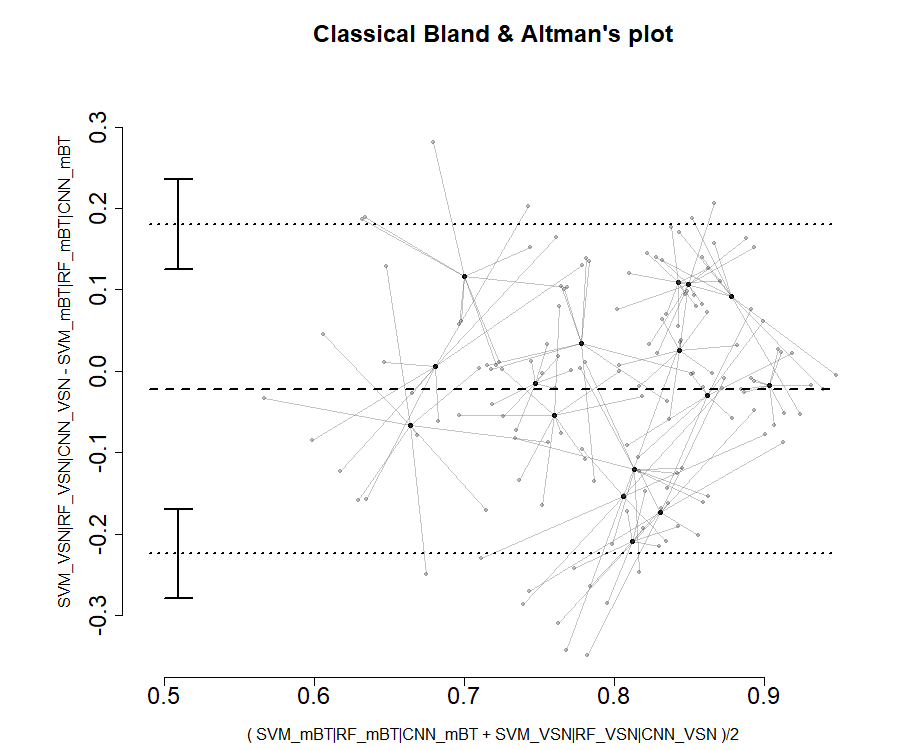 Classical Bland & Altman's plot
SVM_VSN|RF_VSN|CNN_VSN - SVM_mBT|RF_mBT|CNN_mBT
0.3
0.2
0.1
0.0
-0.1
-0.2
-0.3
0.5 0.6 0.7 0.8 0.9
( SVM_mBT|RF_mBT|CNN_mBT + SVM_VSN|RF_VSN|CNN_VSN )/2